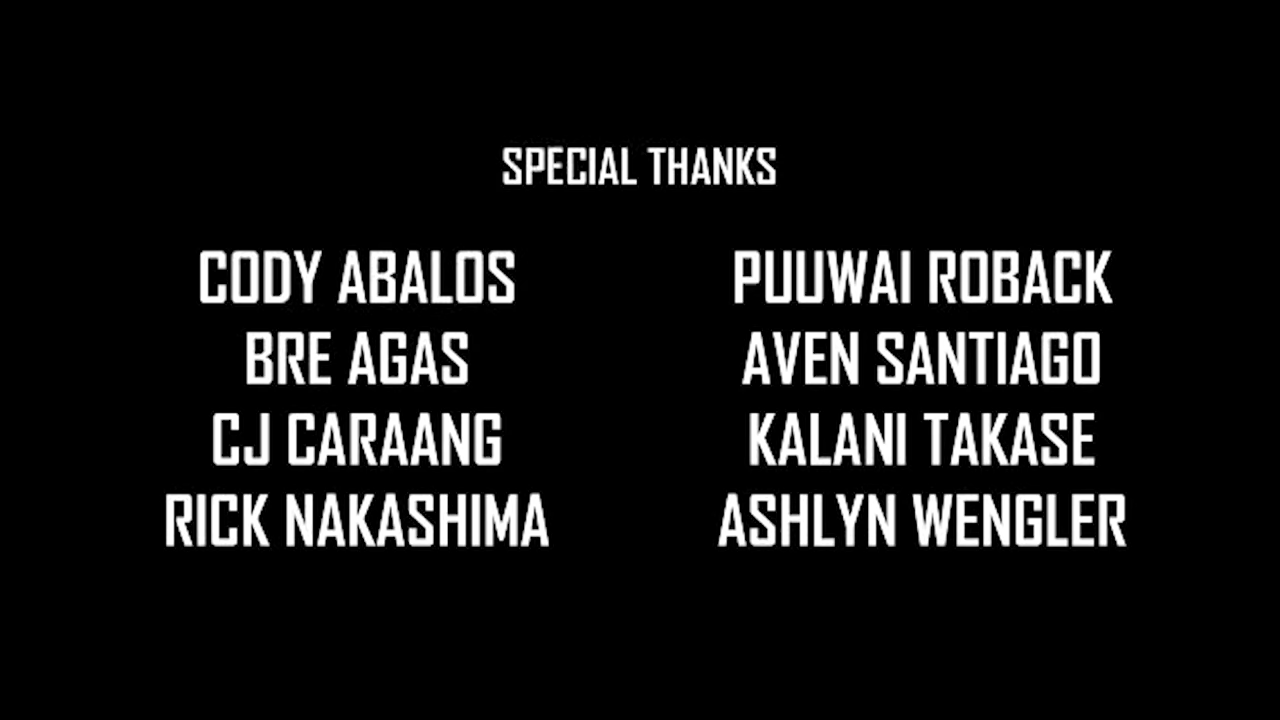 SPECIAL THANKS
CODY ABALOS
BRE AGAS
CJ CARAANG
RICK NAKASHIMA
PUUWAI ROBACK
AVEN SANTIAGO
KALANI TAKASE
ASHLYN WENGLER